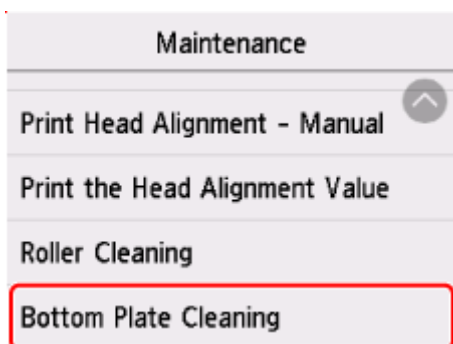 Maintenance
Print Head Alignment - Manual
Print the Head Alignment Value
Roller Cleaning
Bottom Plate Cleaning